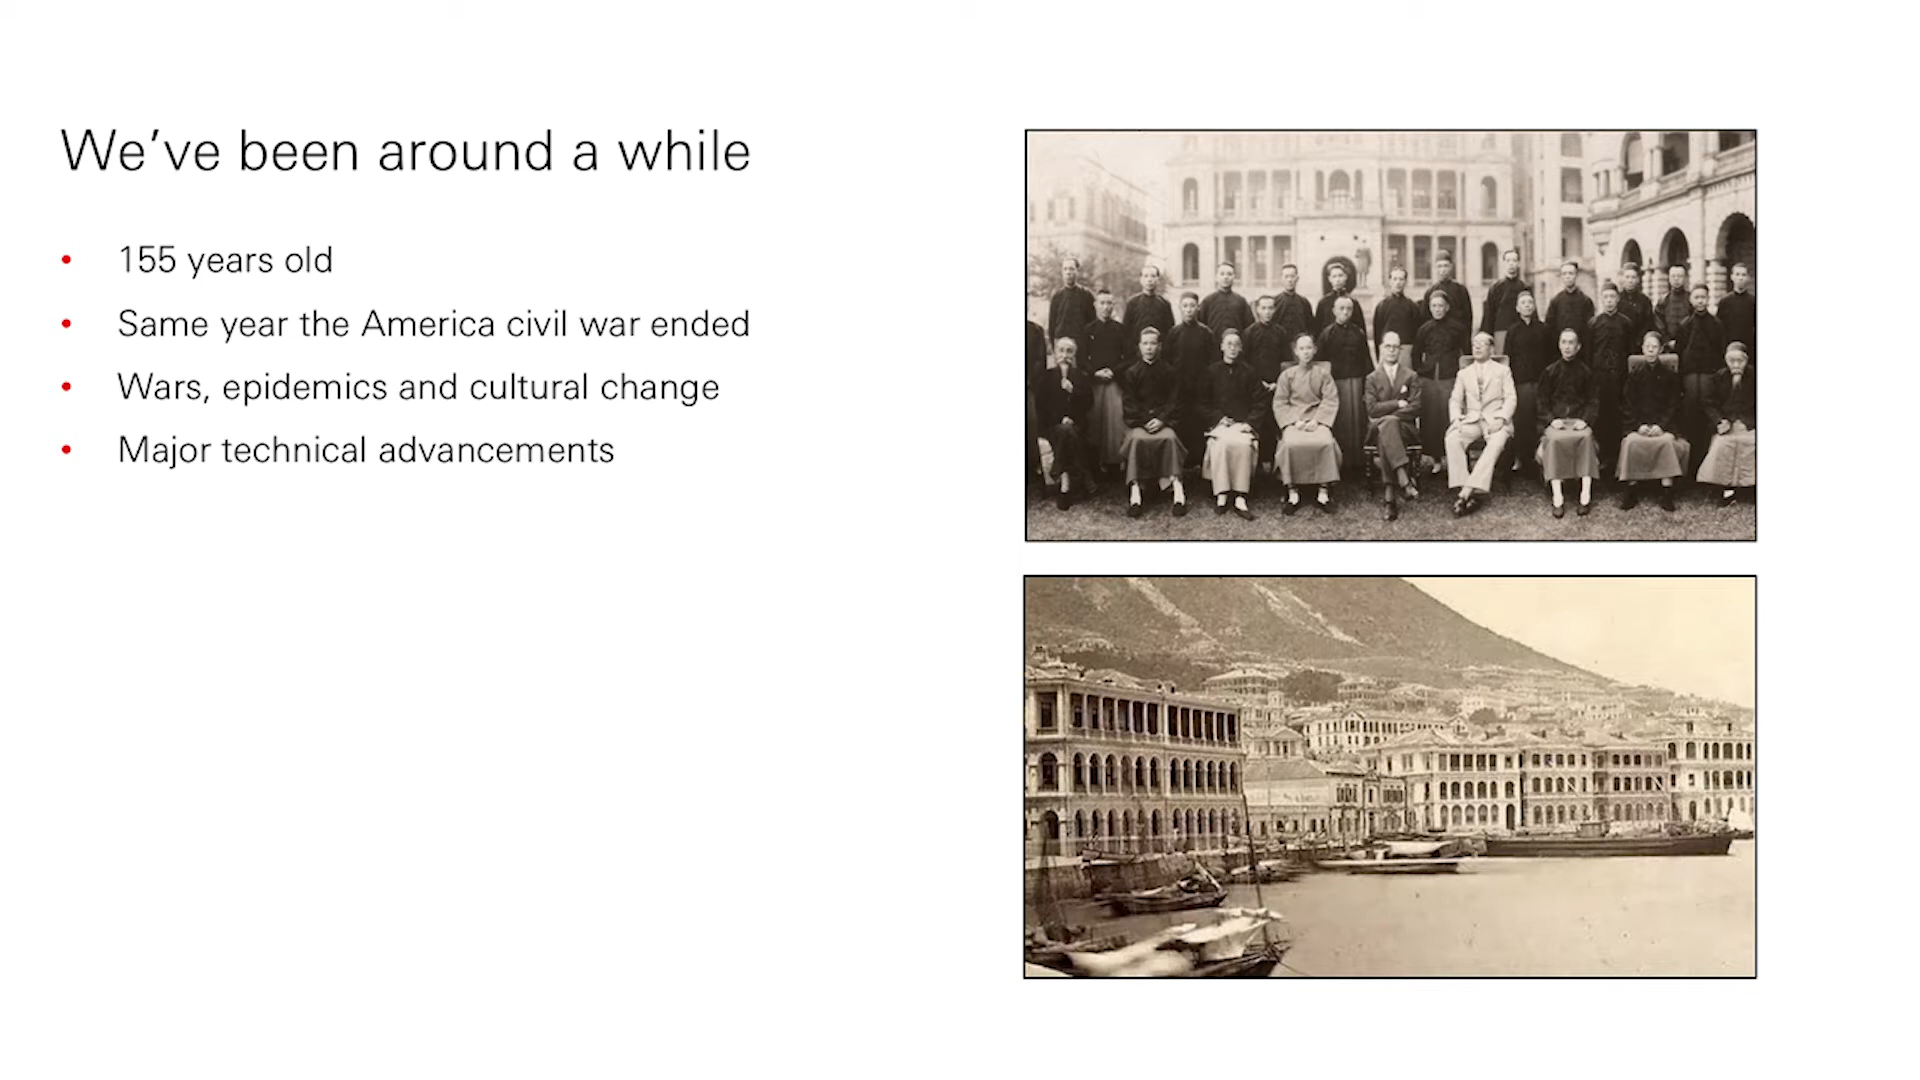 We’ve been around a while
• 155 years old
• Same year the America civil war ended
• Wars, epidemics and cultural change
• Major technical advancements